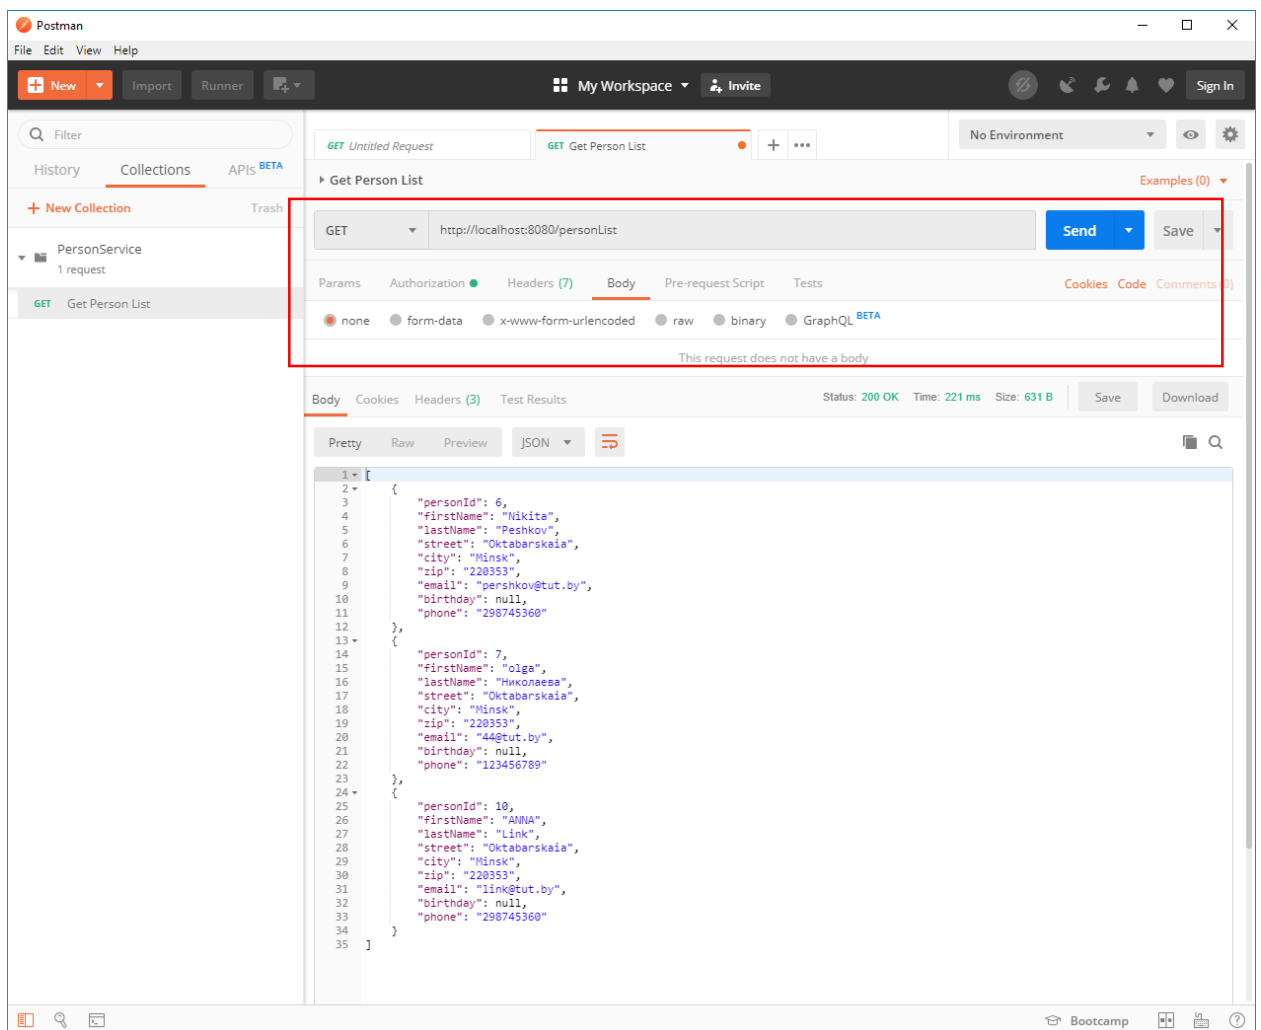 Postman
File Edit View Help
New Import Runner My Workspace Invite Sign In
Filter
History Collections APIs BETA
+ New Collection Trash
PersonService
1 request
GET Get Person List
GET Untitled Request GET Get Person List + ••• No Environment
Get Person List Examples (0)
GET http://localhost:8080/personList Send Save
Params Authorization Headers (7) Body Pre-request Script Tests Cookies Code Comments (0)
none form-data x-www-form-urlencoded raw binary GraphQL BETA
This request does not have a body
Body Cookies Headers (3) Test Results Status: 200 OK Time: 221 ms Size: 631 B Save Download
Pretty Raw Preview JSON
1 [
2 {
3 "personId": 6,
4 "firstName": "Nikita",
5 "lastName": "Peshkov",
6 "street": "Oktabarskaia",
7 "city": "Minsk",
8 "zip": "220353",
9 "email": "pershkov@tut.by",
10 "birthday": null,
11 "phone": "298745360"
12 },
13 {
14 "personId": 7,
15 "firstName": "olga",
16 "lastName": "Николаева",
17 "street": "Oktabarskaia",
18 "city": "Minsk",
19 "zip": "220353",
20 "email": "44@tut.by",
21 "birthday": null,
22 "phone": "123456789"
23 },
24 {
25 "personId": 10,
26 "firstName": "ANNA",
27 "lastName": "Link",
28 "street": "Oktabarskaia",
29 "city": "Minsk",
30 "zip": "220353",
31 "email": "link@tut.by",
32 "birthday": null,
33 "phone": "298745360"
34 }
35 ]
Bootcamp